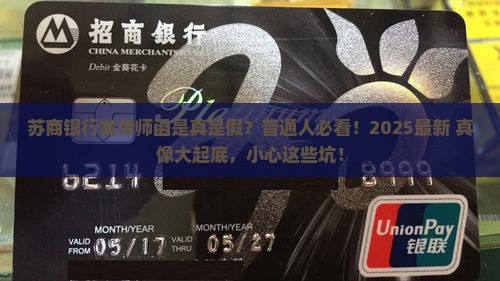 招商银行
CHINA MERCHANTS
Debit 金葵花卡
苏商银行发律师函是真是假？普通人必看！2025最新 真
像大起底，小心这些坑！
6214 8999
MONTH/YEAR MONTH/YEAR
VALID FROM 05/17 VALID THRU 05/27
UnionPay
银联